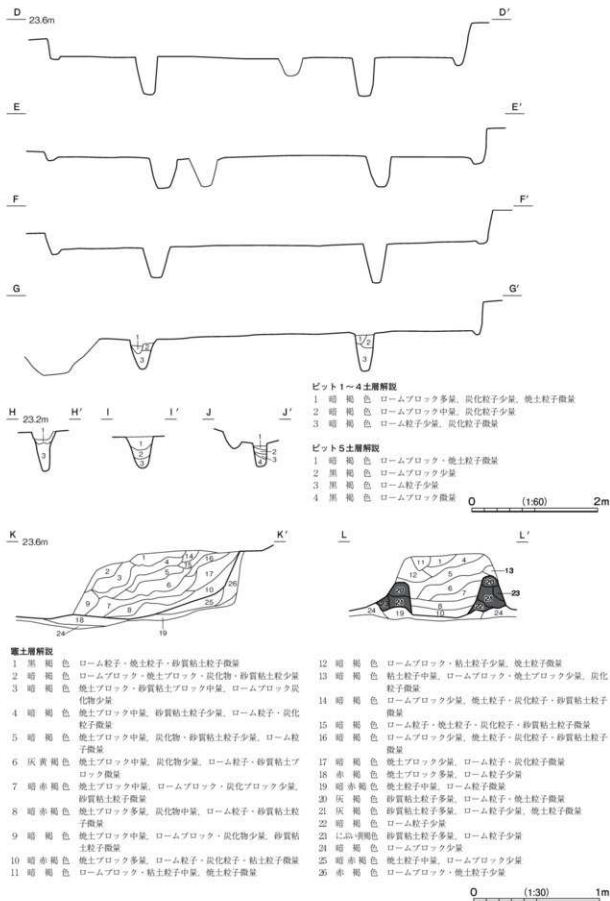 D 23.6m D′
E E′
F F′
G G′
1 2 3 1 2 3
H 23.2m H′ I I′ J J′
1 3 1 2 3 1 2 3 4
ピット1～4土層解説
1 暗褐色 ロームブロック多量，炭化粒子少量，焼土粒子微量
2 暗褐色 ロームブロック中量，炭化粒子少量
3 暗褐色 ローム粒子少量，炭化粒子微量
ピット5土層解説
1 暗褐色 ロームブロック・焼土粒子微量
2 黒褐色 ロームブロック少量
3 黒褐色 ローム粒子少量
4 黒褐色 ロームブロック微量
0 (1:60) 2m
K 23.6m K′ L L′
竈土層解説
1 黒褐色 ローム粒子・焼土粒子・砂質粘土粒子微量
2 暗褐色 ロームブロック・焼土ブロック・炭化物・砂質粘土粒少量
3 暗褐色 焼土ブロック・砂質粘土ブロック中量，ロームブロック炭
化物少量
4 暗褐色 焼土ブロック中量，砂質粘土粒子少量，ローム粒子・炭化
粒子微量
5 暗褐色 焼土ブロック中量，炭化物・砂質粘土粒子少量，ローム粒
子微量
6 灰黄褐色 焼土ブロック中量，炭化物少量，ローム粒子・砂質粘土ブ
ロック微量
7 暗赤褐色 焼土ブロック中量，ロームブロック・炭化ブロック少量，
砂質粘土粒子微量
8 暗赤褐色 焼土ブロック多量，炭化物中量，ローム粒子・砂質粘土粒
子微量
9 暗褐色 焼土ブロック中量，ロームブロック・炭化物少量，砂質粘
土粒子微量
10 暗赤褐色 焼土ブロック多量，ローム粒子・炭化粒子・粘土粒子微量
11 暗褐色 ロームブロック・粘土粒子中量，焼土粒子微量
12 暗褐色 ロームブロック・粘土粒子少量，焼土粒子微量
13 暗褐色 粘土粒子中量，ロームブロック・焼土ブロック少量，炭化
粒子微量
14 暗褐色 ロームブロック少量，焼土粒子・炭化粒子・砂質粘土粒子
微量
15 暗褐色 ローム粒子・焼土粒子・炭化粒子・砂質粘土粒子微量
16 暗褐色 ロームブロック少量，焼土粒子・炭化粒子・砂質粘土粒子
微量
17 暗褐色 焼土ブロック少量，ローム粒子・炭化粒子微量
18 赤褐色 焼土ブロック多量，ローム粒子少量
19 暗赤褐色 焼土粒子中量，ローム粒子微量
20 灰褐色 砂質粘土粒子多量，ローム粒子・焼土粒子微量
21 灰褐色 砂質粘土粒子多量，ローム粒子少量，焼土粒子微量
22 暗褐色 ローム粒子少量
23 にぶい黄褐色 砂質粘土粒子多量，ローム粒子少量
24 暗褐色 ロームブロック少量
25 暗赤褐色 焼土粒子中量，ロームブロック少量
26 赤褐色 ロームブロック・焼土粒子少量
0 (1:30) 1m